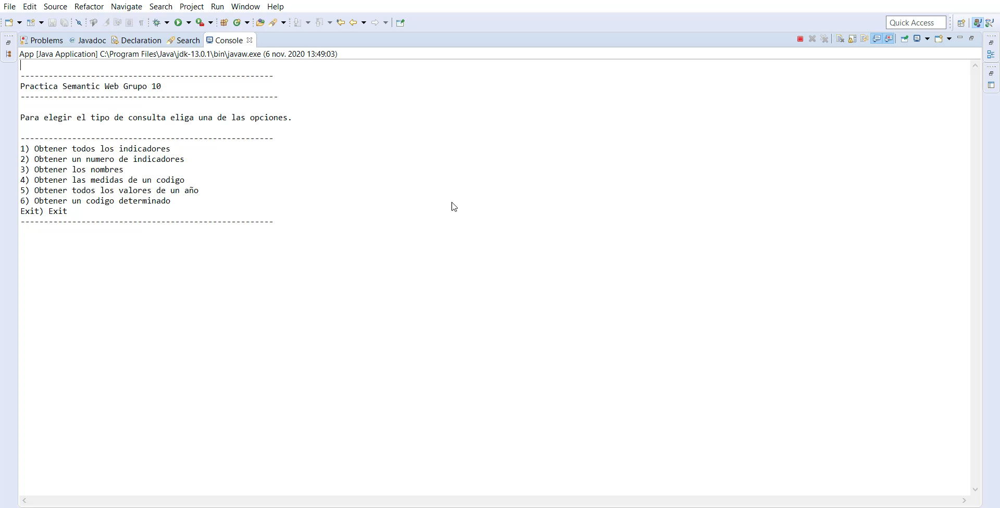 File Edit Source Refactor Navigate Search Project Run Window Help
Quick Access
Problems @ Javadoc Declaration Search Console
App [Java Application] C:\Program Files\Java\jdk-13.0.1\bin\javaw.exe (6 nov. 2020 13:49:03)
------------------------------------------------------
Practica Semantic Web Grupo 10
-------------------------------------------------------
Para elegir el tipo de consulta eliga una de las opciones.
------------------------------------------------------
1) Obtener todos los indicadores
2) Obtener un numero de indicadores
3) Obtener los nombres
4) Obtener las medidas de un codigo
5) Obtener todos los valores de un año
6) Obtener un codigo determinado
Exit) Exit
------------------------------------------------------